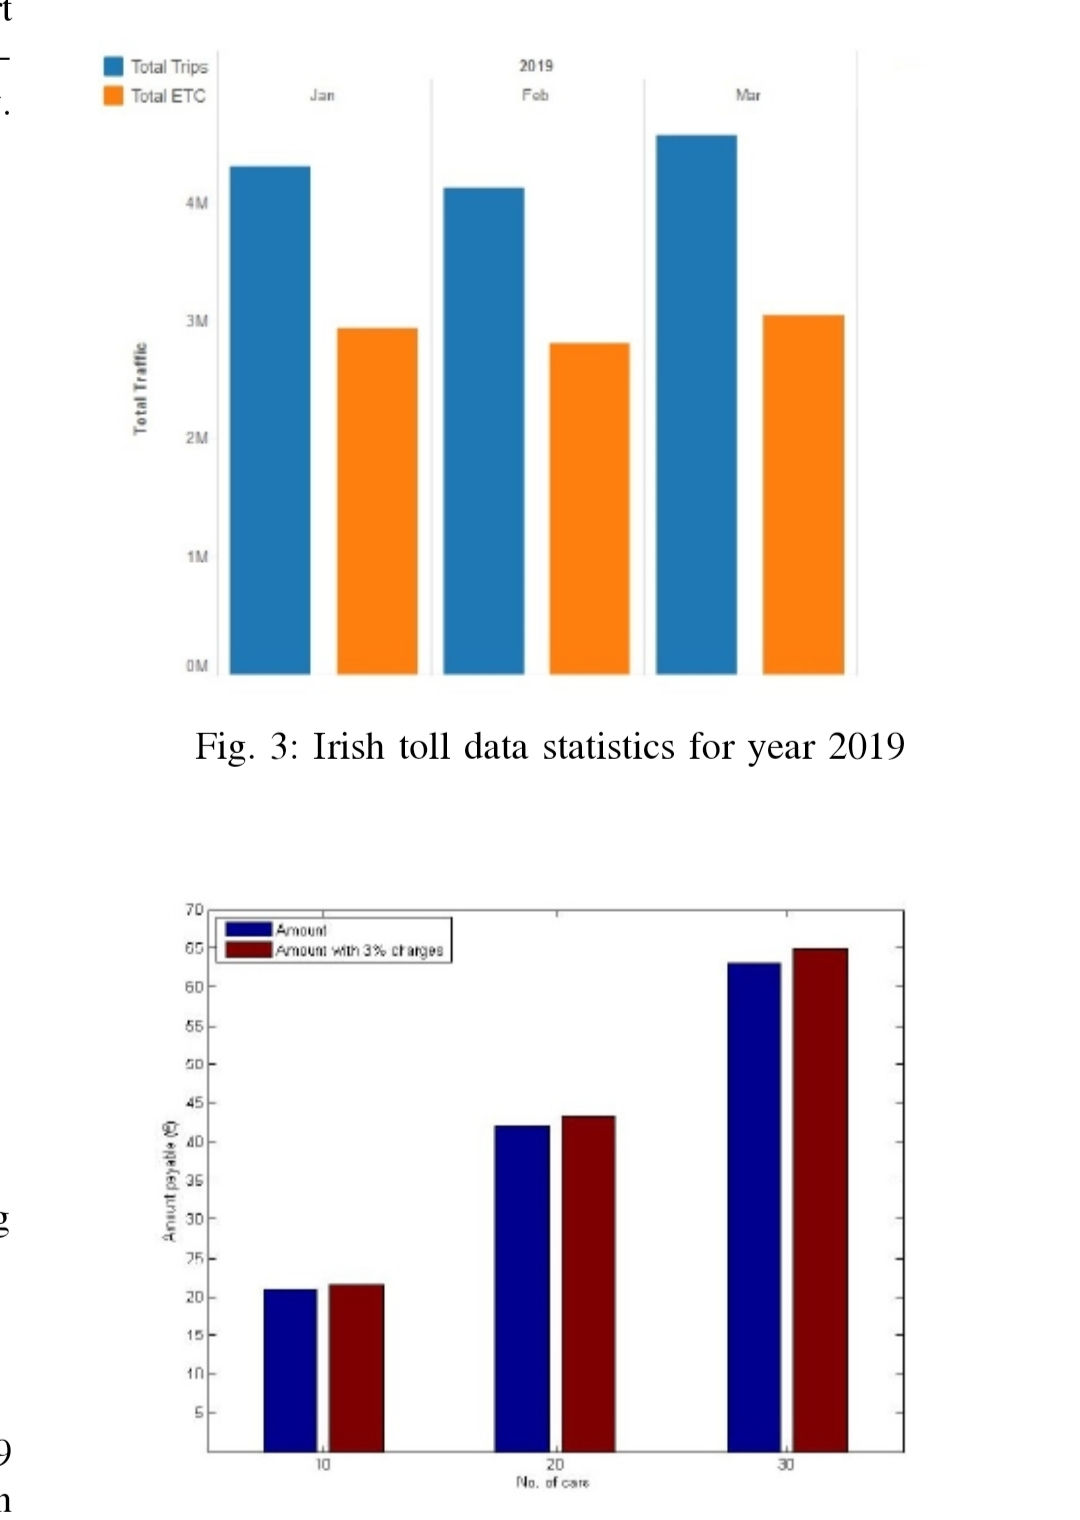 rt
–
.
Total Trips
Total ETC
2019
Jan Feb Mar
4M
3M
2M
1M
0M
Total Traffic
Fig. 3: Irish toll data statistics for year 2019
70
65
60
55
50
45
40
35
30
25
20
15
10
5
Amount
Amount with 3% charges
Amount payable (€)
10 20 30
No. of cars
g
9
n